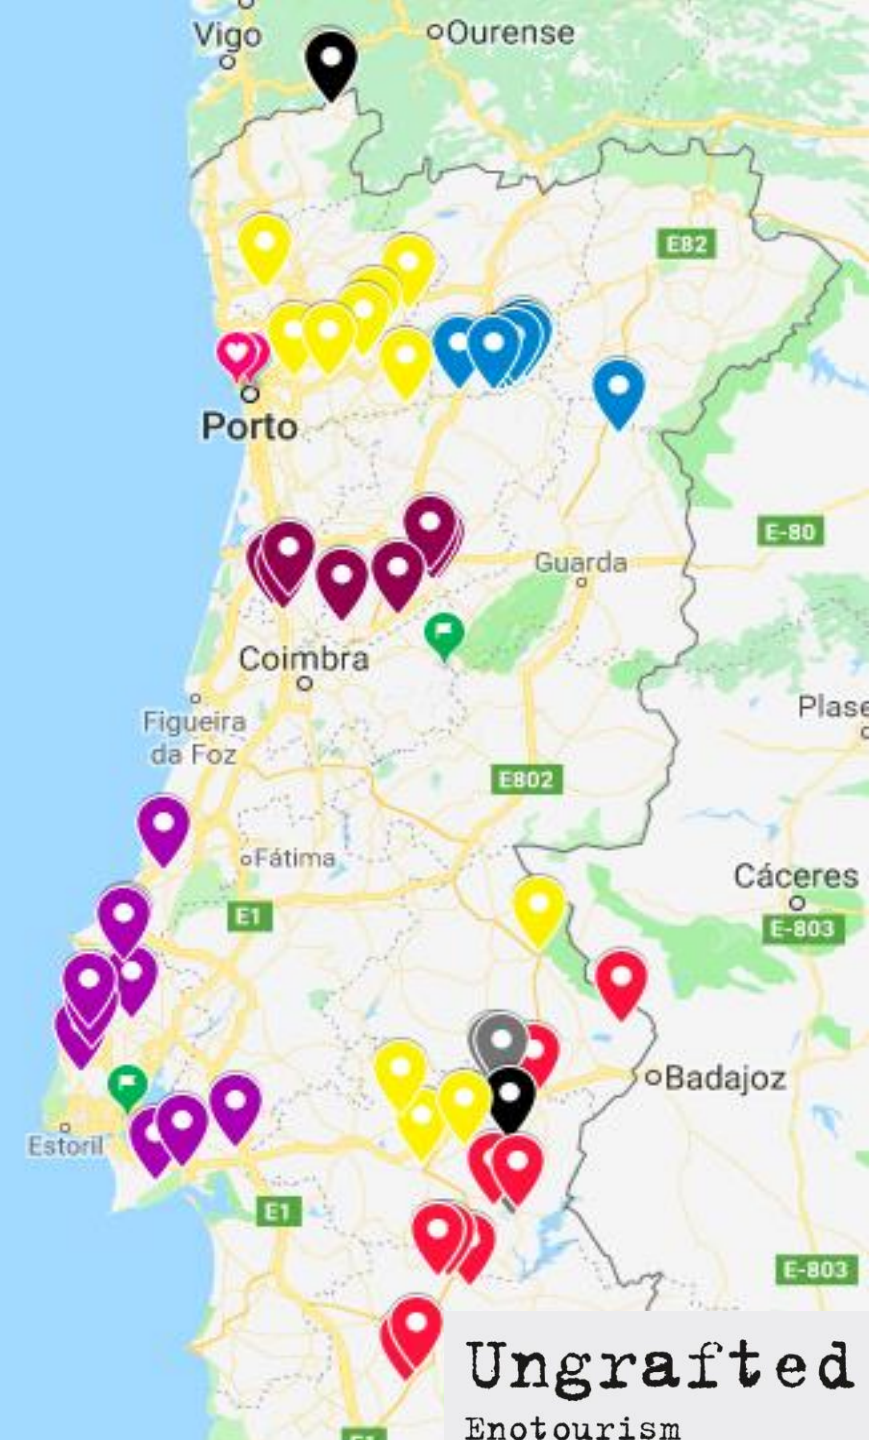 Vigo
Ourense
E82
Porto
E-80
Guarda
Coimbra
Figueira
da Foz
Plase
E802
Fátima
Cáceres
E1
E-803
Badajoz
Estoril
E1
E-803
Ungrafted
Enotourism
E1